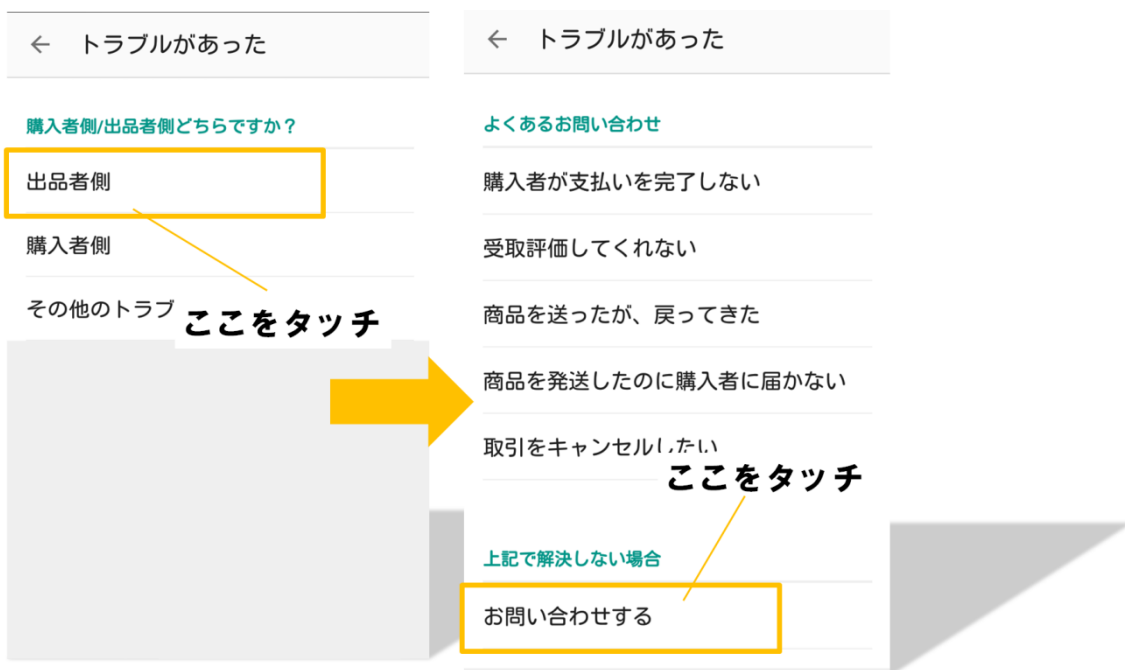 ← トラブルがあった
購入者側/出品者側どちらですか?
出品者側
購入者側
その他のトラブ
ここをタッチ
← トラブルがあった
よくあるお問い合わせ
購入者が支払いを完了しない
受取評価してくれない
商品を送ったが、戻ってきた
商品を発送したのに購入者に届かない
取引をキャンセルしたい
ここをタッチ
上記で解決しない場合
お問い合わせする